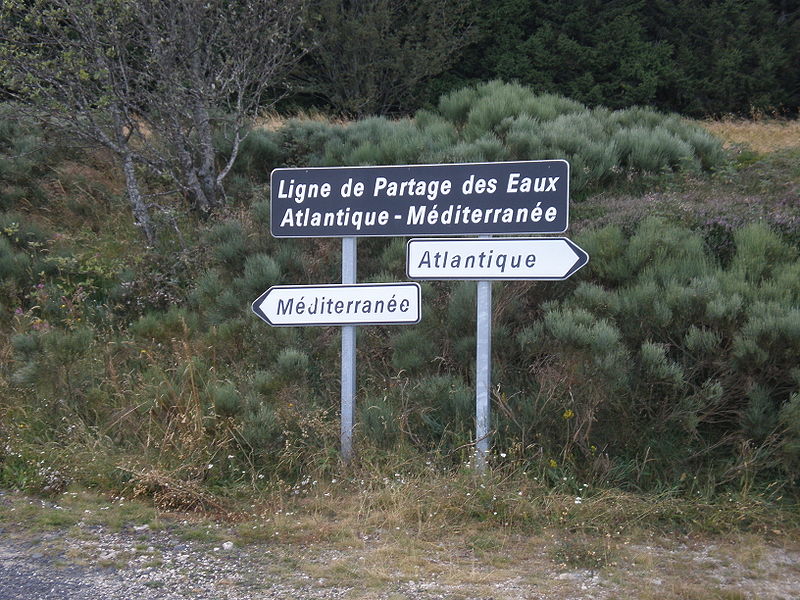 Ligne de Partage des Eaux
Atlantique - Méditerranée
Atlantique
Méditerranée